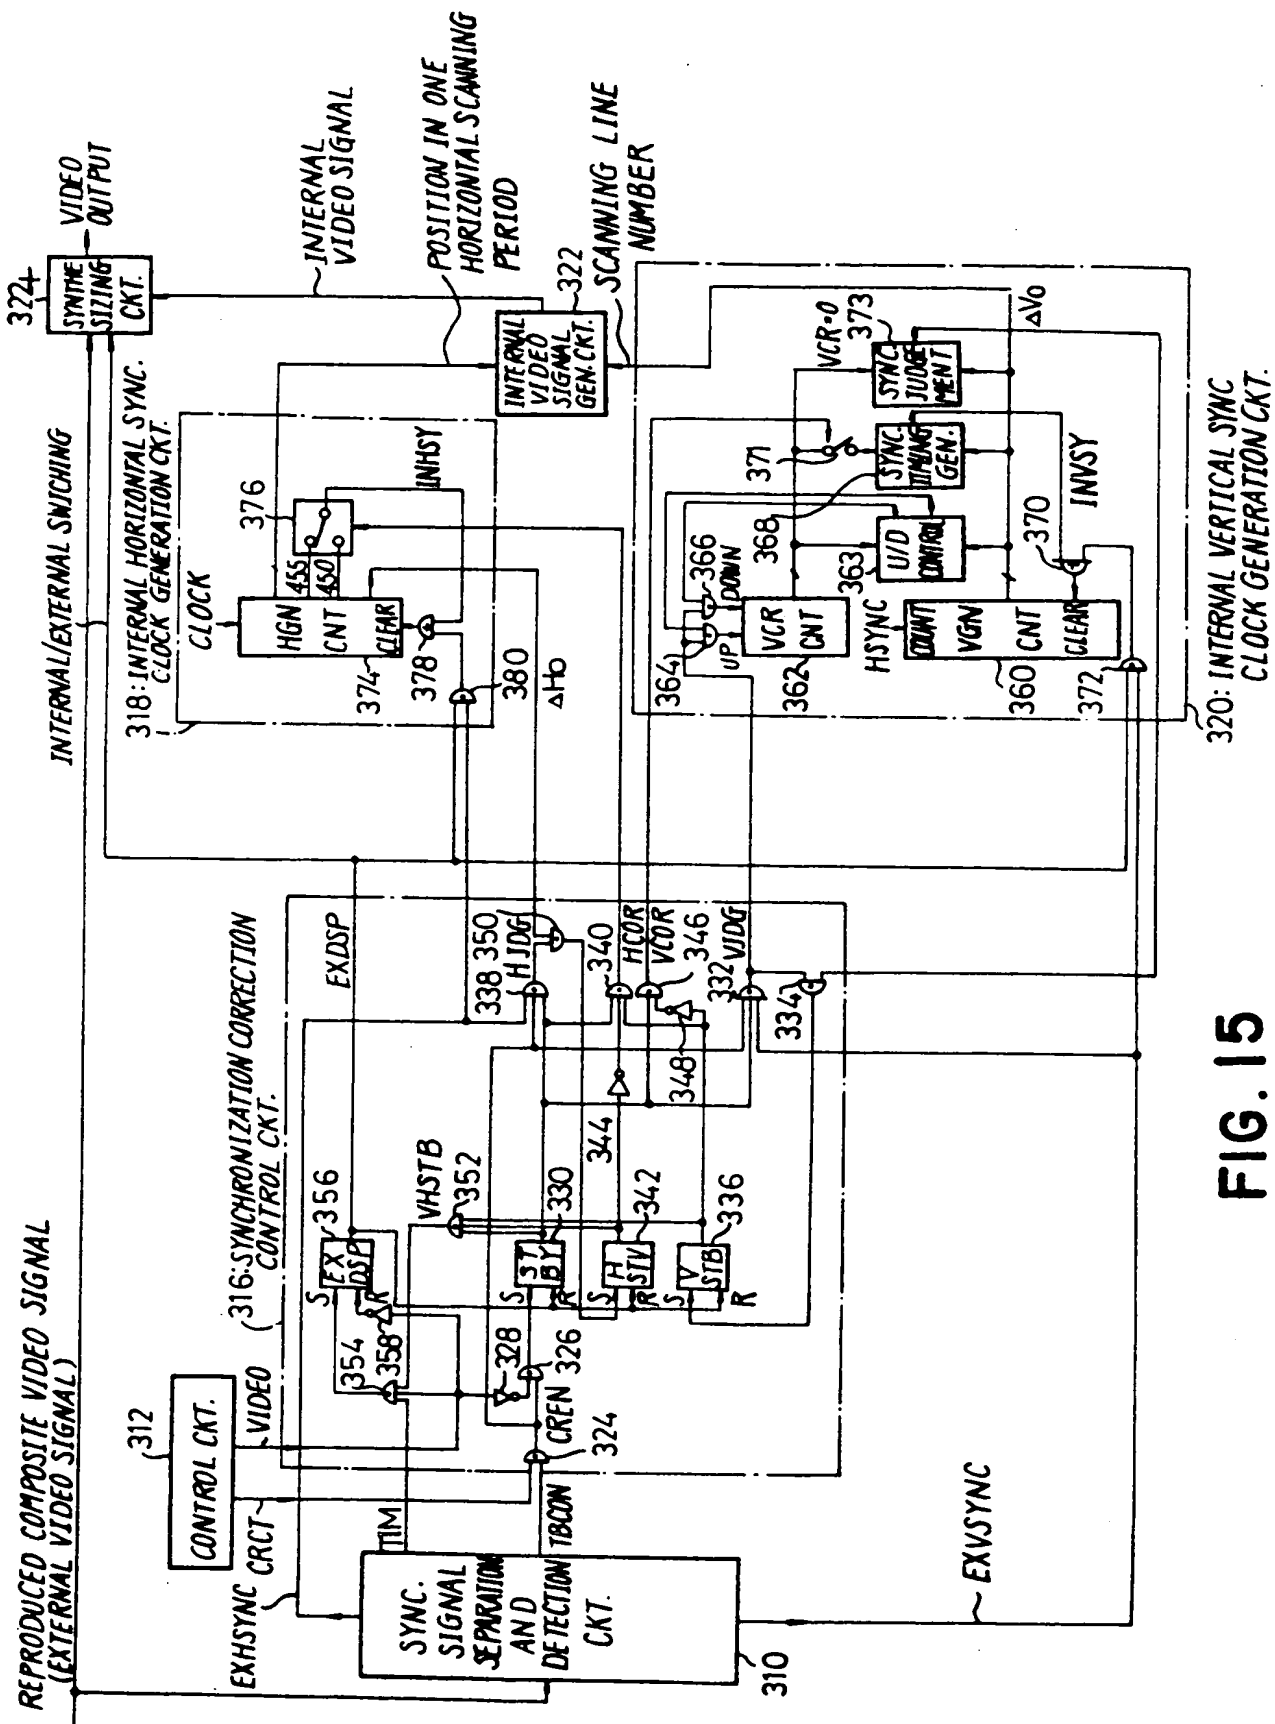 REPRODUCED COMPOSITE VIDEO SIGNAL
(EXTERNAL VIDEO SIGNAL)
312
CONTROL CKT.
VIDEO
CRCT
EXHSYNC
TIM
SYNC.
SIGNAL
SEPARATION
AND
DETECTION
CKT.
TBCON
310
EXVSYNC
316:SYNCHRONIZATION CORRECTION
CONTROL CKT.
354
358
328
326
CREN
324
S
EX
DSP
R
356
EXDSP
VHSTB
352
S
ST
BY
R
330
S
H
STV
R
342
S
V
STB
R
336
344
348
338
HJDG
350
340
HCOR
VCOR
346
332
VJDG
334
INTERNAL/EXTERNAL SWICHING
318:INTERNAL HORIZONTAL SYNC.
CLOCK GENERATION CKT.
CLOCK
HGN
CNT
CLEAR
374
455
450
376
INHSY
378
380
ΔHo
3224
SYNTHE
SIZING
CKT.
VIDEO
OUTPUT
INTERNAL
VIDEO SIGNAL
POSITION IN ONE
HORIZONTAL SCANNING
PERIOD
INTERNAL
VIDEO
SIGNAL
GEN.CKT.
322
SCANNING LINE
NUMBER
364
UP
366
DOWN
VCR
CNT
362
HSYNC
COUNT
VGN
CNT
CLEAR
360
372
363
U/D
CONTROL
368
371
SYNC.
TIMING
GEN.
VCR=0
373
SYNC.
JUDGE
MENT
370
INVSY
ΔVo
320: INTERNAL VERTICAL SYNC
CLOCK GENERATION CKT.
FIG. 15